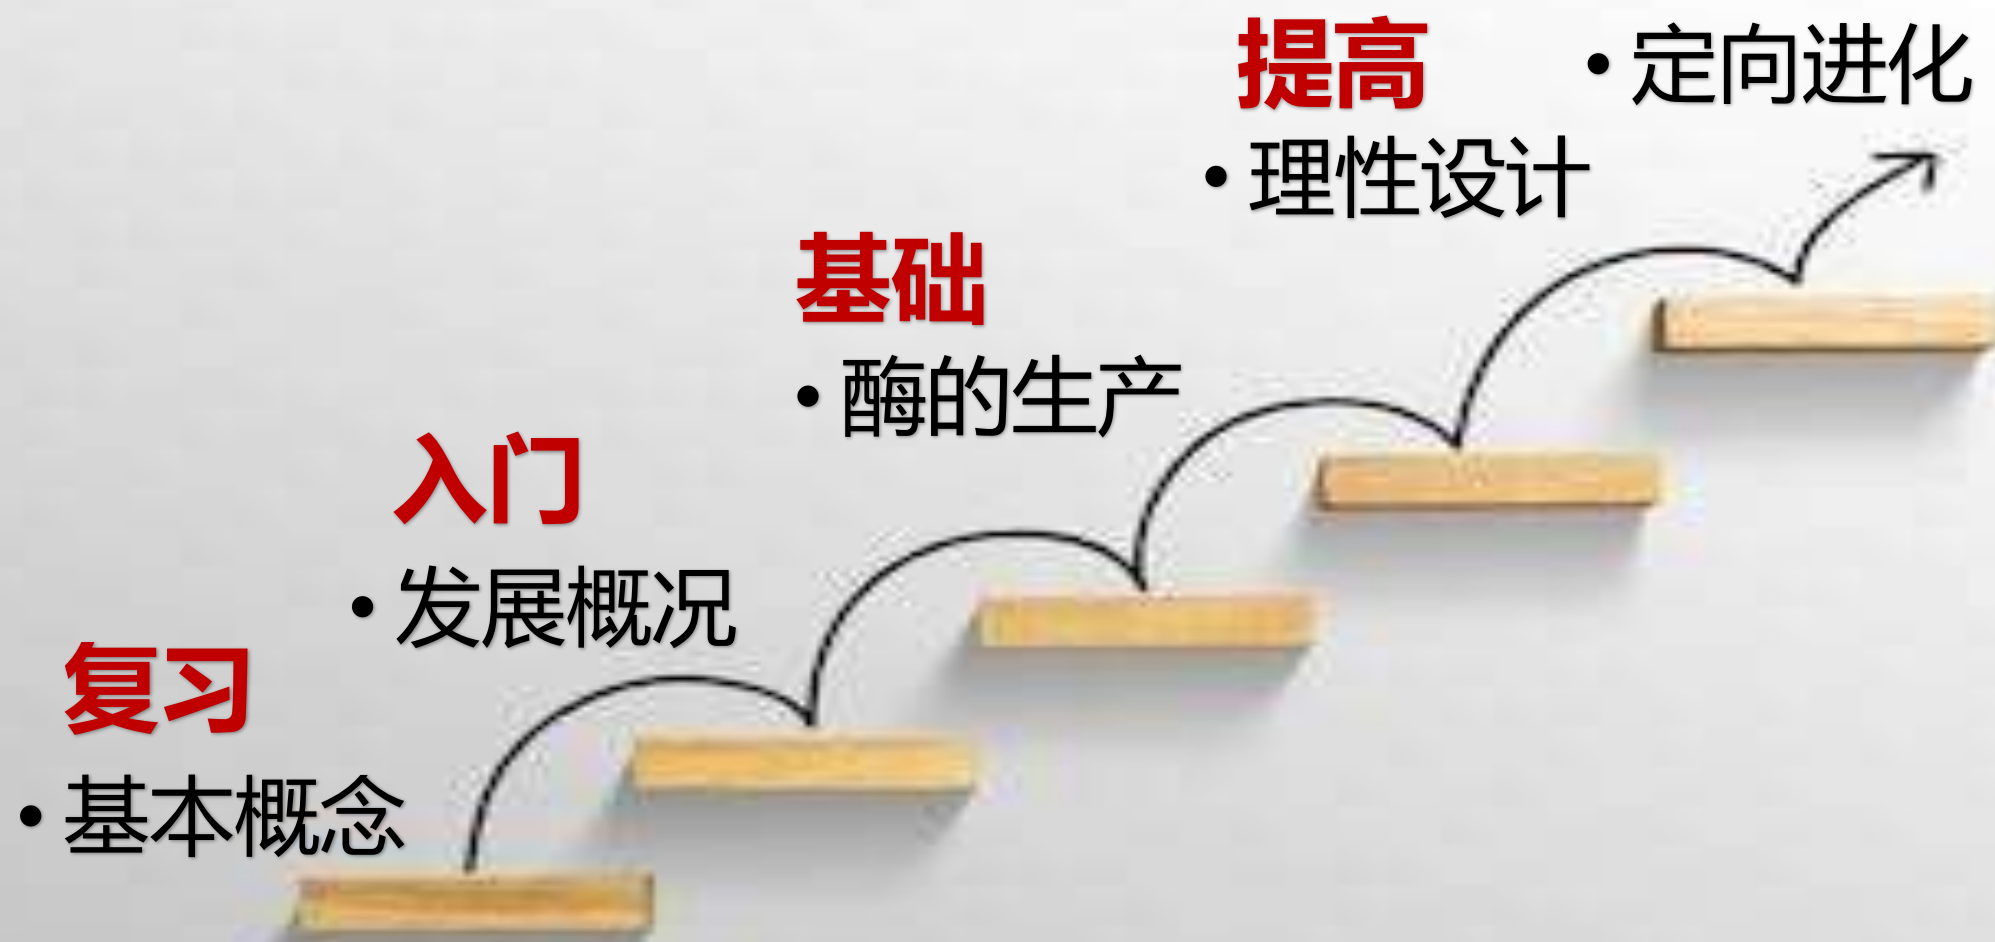 复习
• 基本概念
入门
• 发展概况
基础
• 酶的生产
提高
• 理性设计
• 定向进化